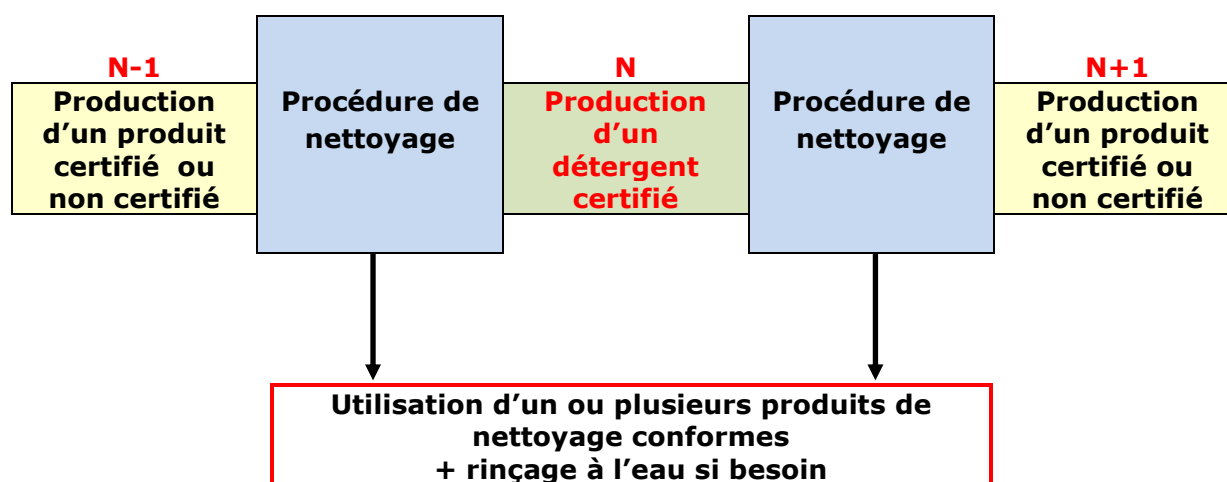 N-1
Production
d’un produit
certifié ou
non certifié
Procédure de
nettoyage
N
Production
d’un
détergent
certifié
Procédure de
nettoyage
N+1
Production
d’un produit
certifié ou
non certifié
Utilisation d’un ou plusieurs produits de
nettoyage conformes
+ rinçage à l’eau si besoin